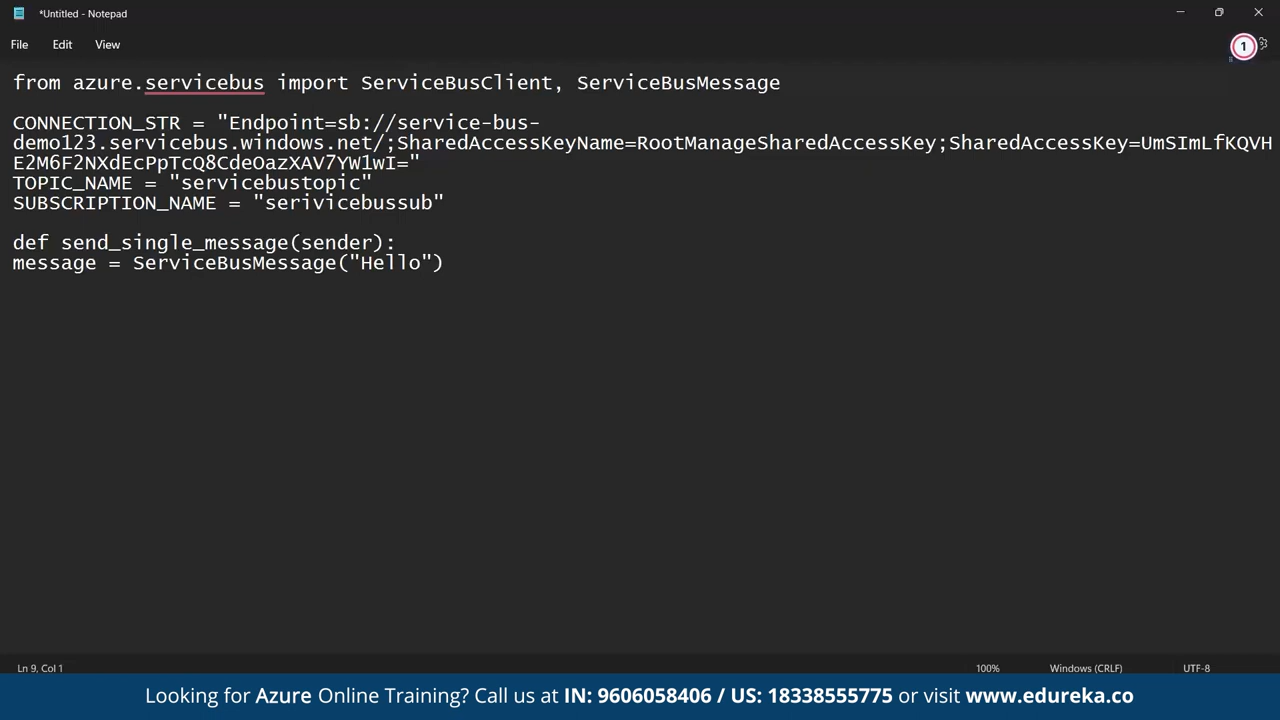 *Untitled - Notepad
File Edit View
1
from azure.servicebus import ServiceBusClient, ServiceBusMessage
CONNECTION_STR = "Endpoint=sb://service-bus-
demo123.servicebus.windows.net/;SharedAccessKeyName=RootManageSharedAccessKey;SharedAccessKey=UmSImLfKQVH
E2M6F2NXdEcPpTcQ8CdeOazXAV7YW1wI="
TOPIC_NAME = "servicebustopic"
SUBSCRIPTION_NAME = "serivicebussub"
def send_single_message(sender):
message = ServiceBusMessage("Hello")
Ln 9, Col 1 100% Windows (CRLF) UTF-8
Looking for Azure Online Training? Call us at IN: 9606058406 / US: 18338555775 or visit www.edureka.co